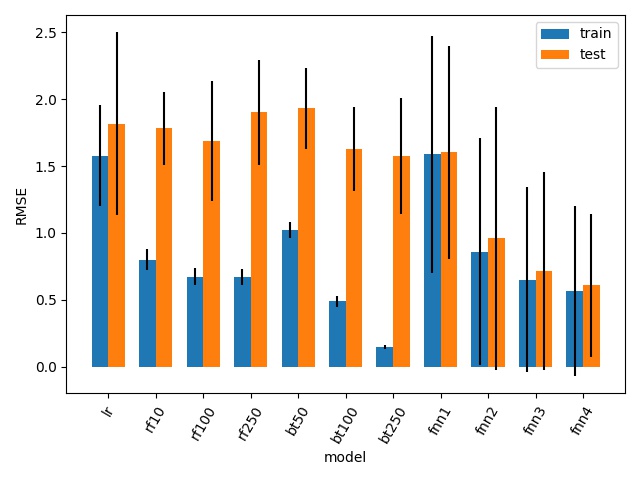 train
test
2.5
2.0
1.5
1.0
0.5
0.0
RMSE
lr
rf10
rf100
rf250
bt50
bt100
bt250
fnn1
fnn2
fnn3
fnn4
model